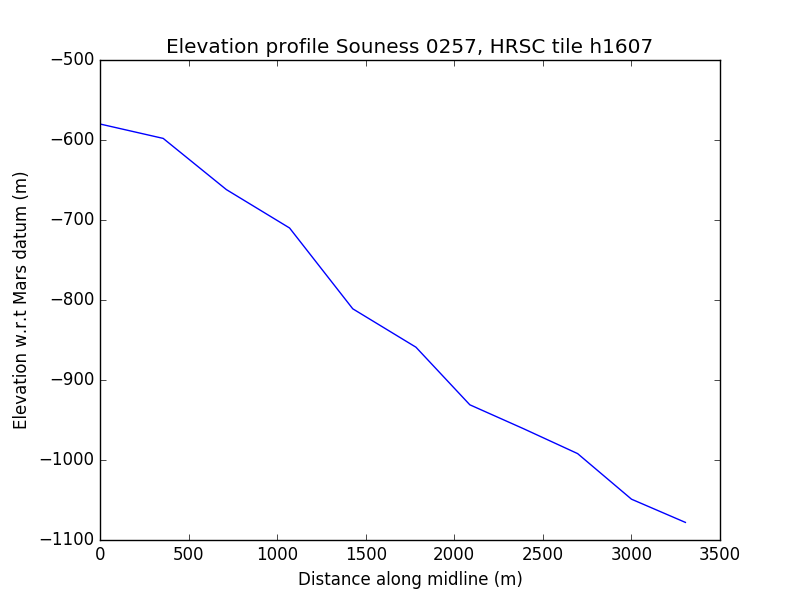 Elevation profile Souness 0257, HRSC tile h1607
−500
−600
−700
−800
−900
−1000
−1100
Elevation w.r.t Mars datum (m)
0 500 1000 1500 2000 2500 3000 3500
Distance along midline (m)